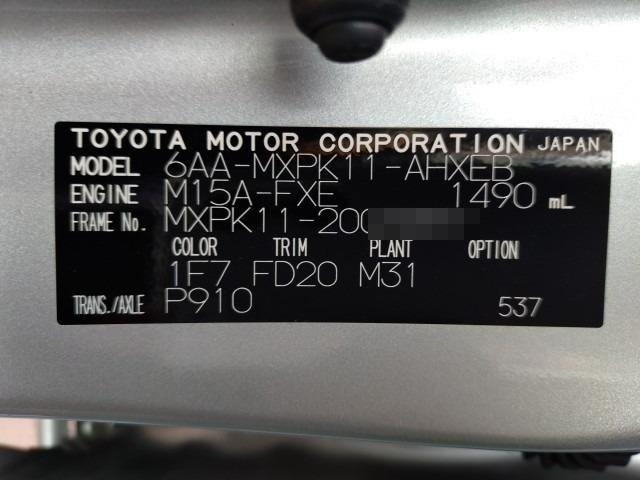 TOYOTA MOTOR CORPORATION JAPAN
MODEL 6AA-MXPK11-AHXEB
ENGINE M15A-FXE 1490 mL
FRAME No. MXPK11-200
COLOR TRIM PLANT OPTION
1F7 FD20 M31
TRANS./AXLE P910 537